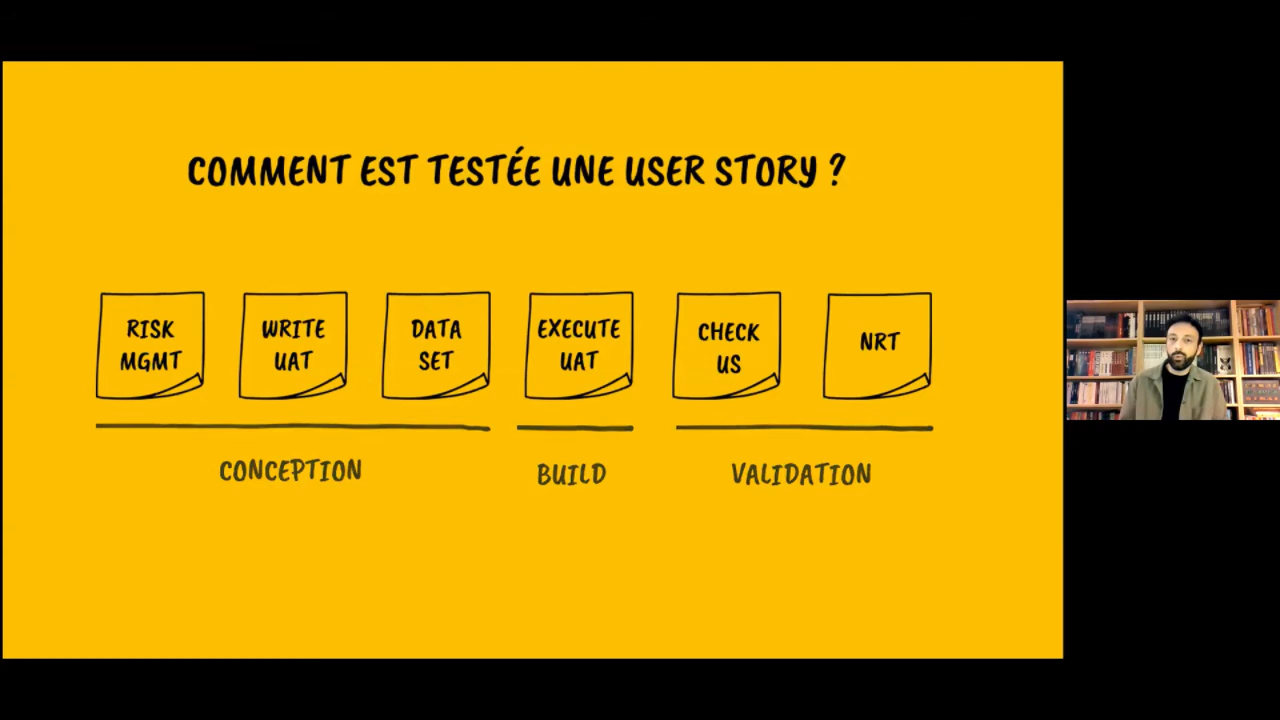 COMMENT EST TESTÉE UNE USER STORY ?
RISK
MGMT
WRITE
UAT
DATA
SET
EXECUTE
UAT
CHECK
US
NRT
CONCEPTION
BUILD
VALIDATION